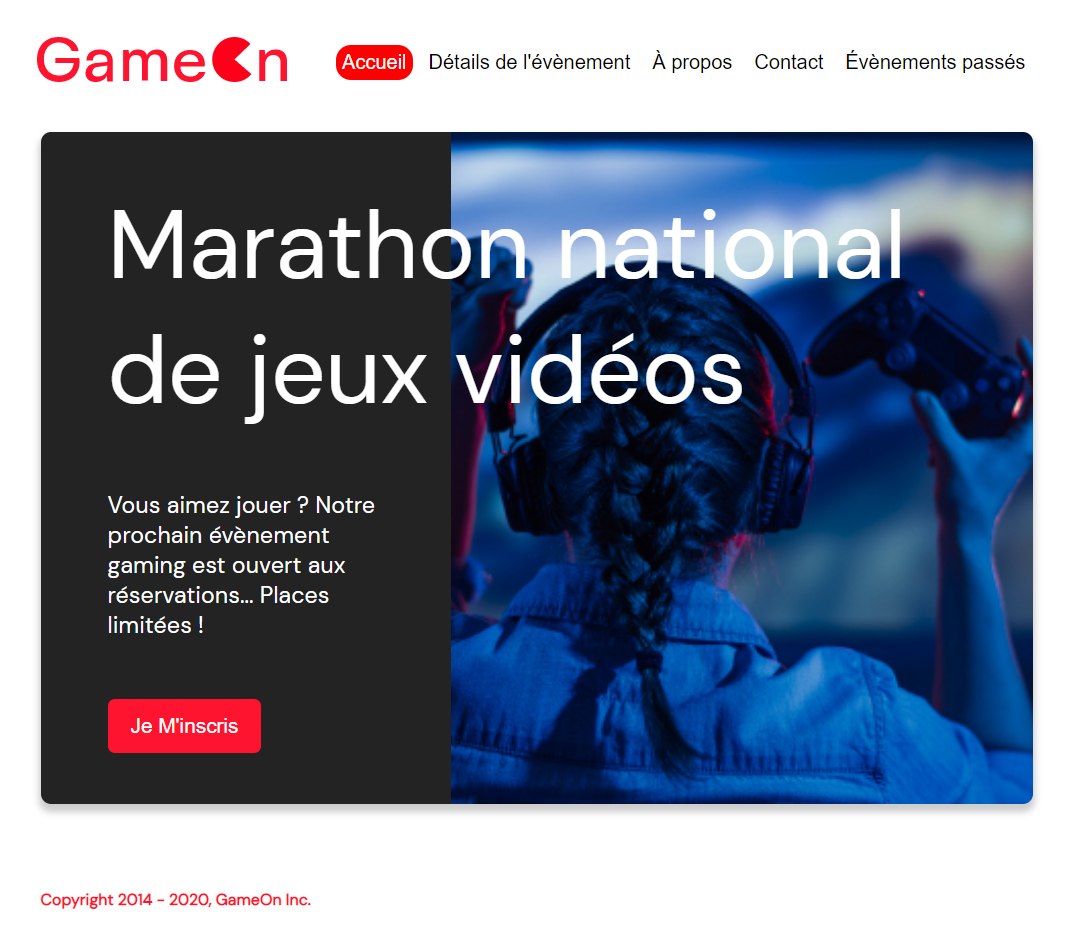 GameOn
Accueil Détails de l'évènement À propos Contact Évènements passés
Marathon national
de jeux vidéos
Vous aimez jouer ? Notre
prochain évènement
gaming est ouvert aux
réservations... Places
limitées !
Je M'inscris
Copyright 2014 - 2020, GameOn Inc.